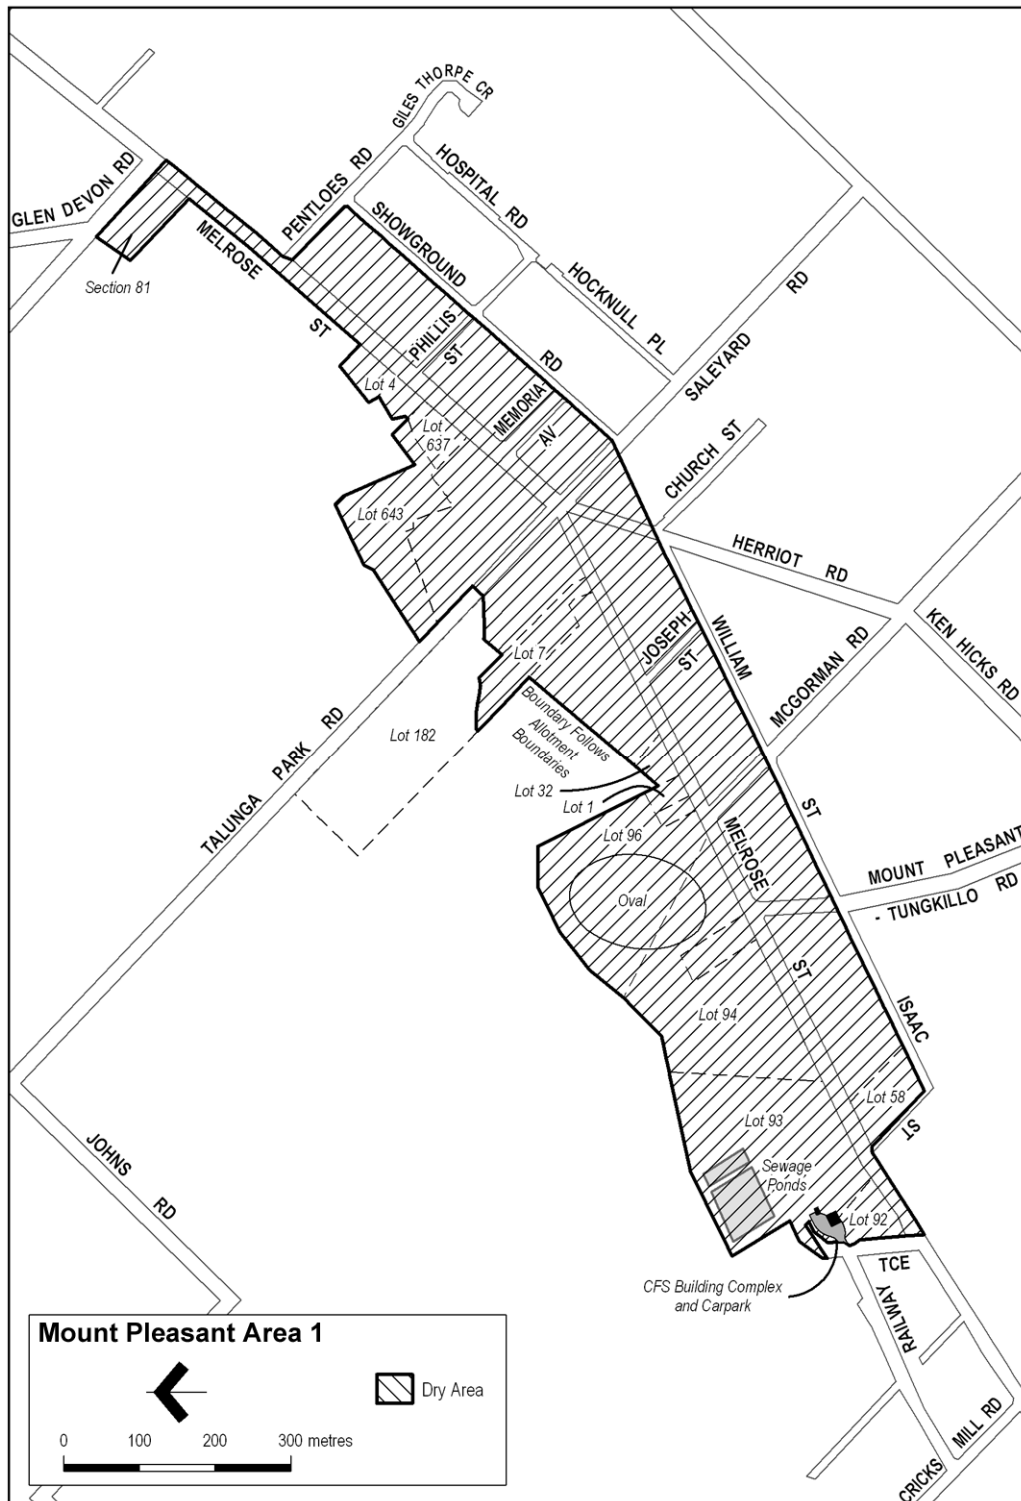 GILES THORPE CR
PENTLOES RD
HOSPITAL RD
GLEN DEVON RD
SHOWGROUND
RD
MELROSE
ST
Section 81
HOCKNULL PL
SALEYARD RD
PHILLIS
ST
Lot 4
Lot
637
MEMORIA
AV
CHURCH ST
Lot 643
HERRIOT RD
KEN HICKS RD
JOSEPH
ST
WILLIAM
ST
MCGORMAN RD
Lot 7
Boundary Follows
Allotment
Boundaries
Lot 182
TALUNGA PARK RD
Lot 32
Lot 1
Lot 96
MELROSE
ST
MOUNT PLEASANT
- TUNGKILLO RD
Oval
Lot 94
ISAAC
ST
Lot 58
Lot 93
JOHNS RD
Sewage
Ponds
Lot 92
TCE
RAILWAY
CFS Building Complex
and Carpark
MILL RD
CRICKS
Mount Pleasant Area 1
Dry Area
0 100 200 300 metres